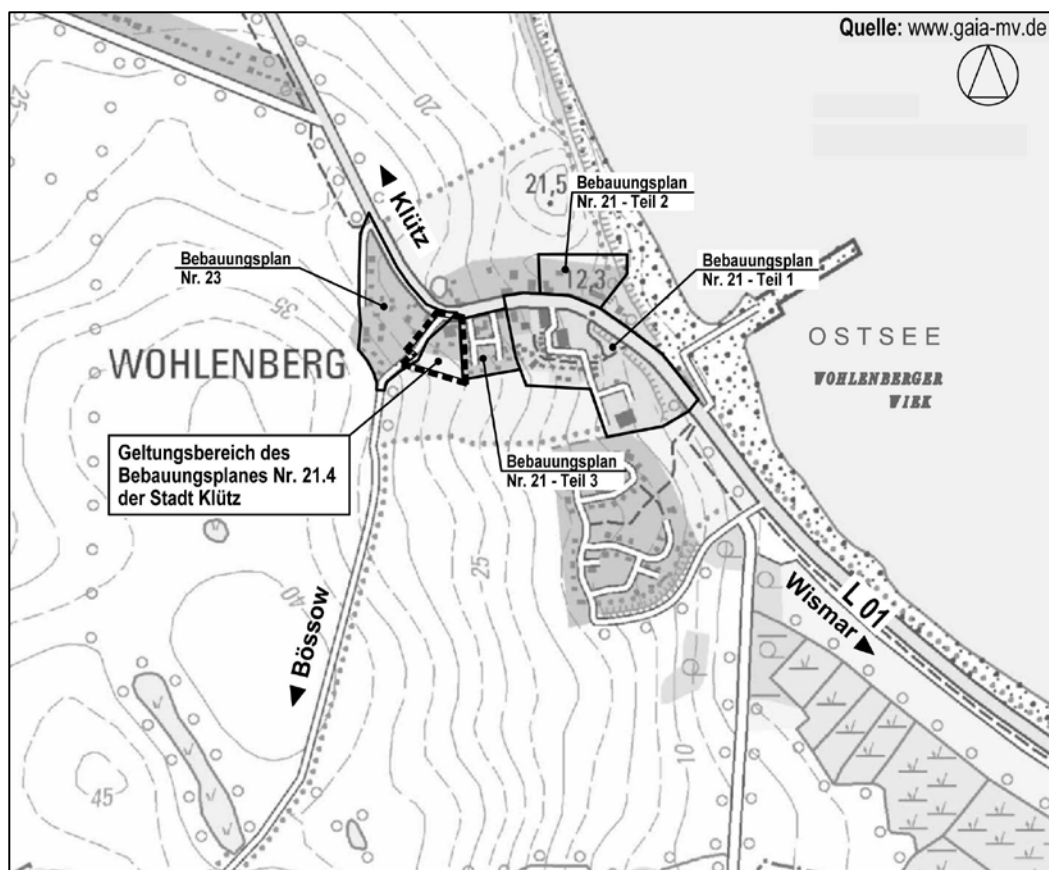 Quelle: www.gaia-mv.de
25
20
Klütz
21,5
Bebauungsplan
Nr. 21 - Teil 2
Bebauungsplan
Nr. 23
12,3
Bebauungsplan
Nr. 21 - Teil 1
35
WOHLENBERG
OSTSEE
WOHLENBERGER
WIEK
Geltungsbereich des
Bebauungsplanes Nr. 21.4
der Stadt Klütz
Bebauungsplan
Nr. 21 - Teil 3
25
40
Bössow
Wismar
L 01
10
45